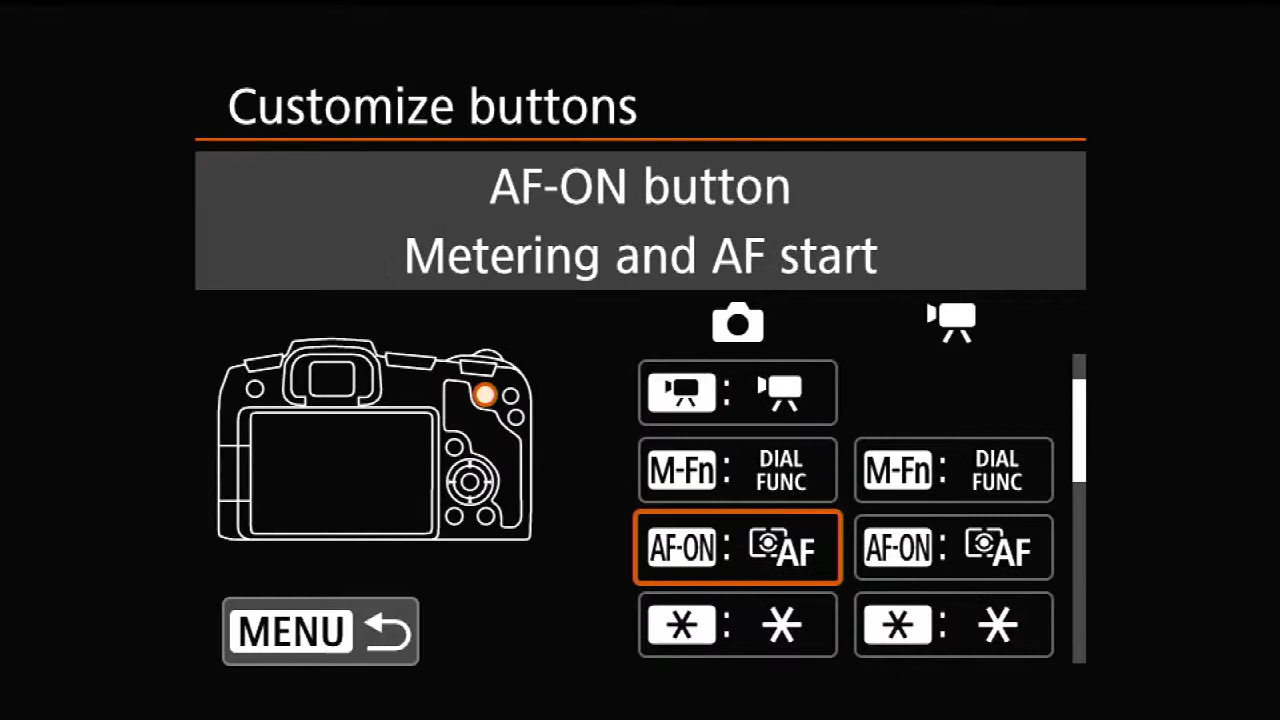 Customize buttons
AF-ON button
Metering and AF start
M-Fn : DIAL FUNC M-Fn : DIAL FUNC
AF-ON : AF AF-ON : AF
MENU